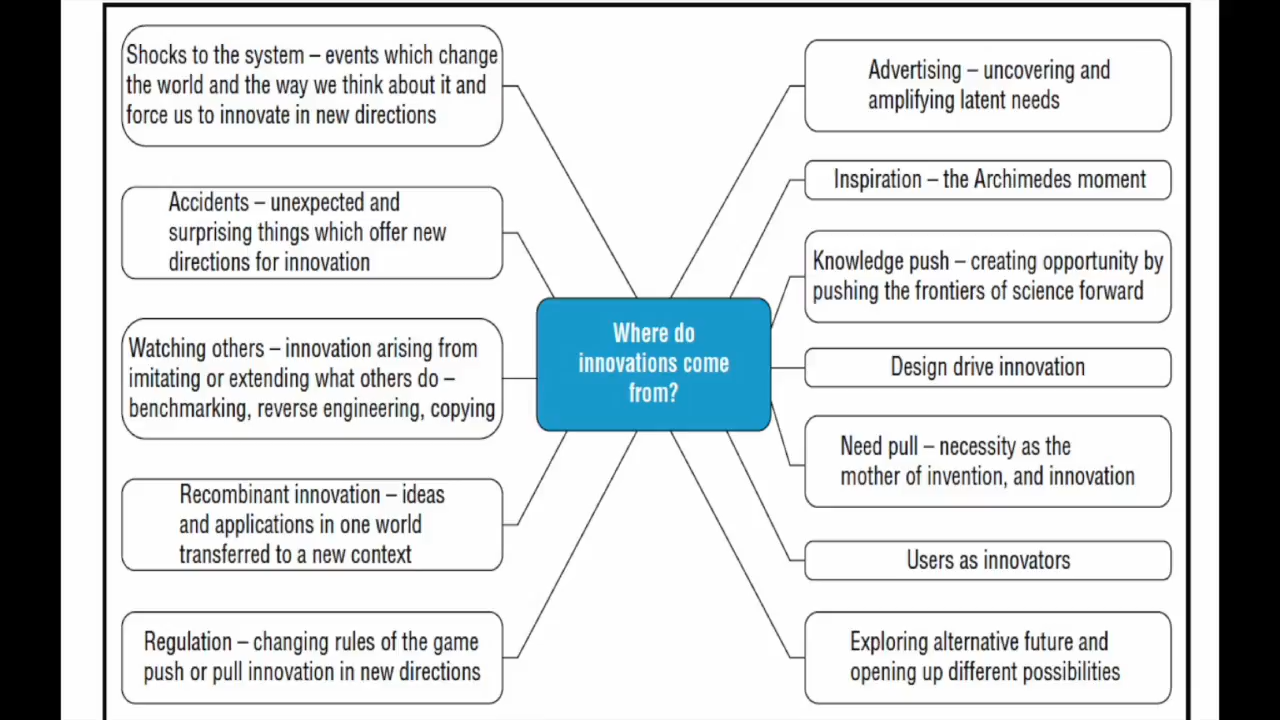 Shocks to the system – events which change
the world and the way we think about it and
force us to innovate in new directions
Accidents – unexpected and
surprising things which offer new
directions for innovation
Watching others – innovation arising from
imitating or extending what others do –
benchmarking, reverse engineering, copying
Recombinant innovation – ideas
and applications in one world
transferred to a new context
Regulation – changing rules of the game
push or pull innovation in new directions
Where do
innovations come
from?
Advertising – uncovering and
amplifying latent needs
Inspiration – the Archimedes moment
Knowledge push – creating opportunity by
pushing the frontiers of science forward
Design drive innovation
Need pull – necessity as the
mother of invention, and innovation
Users as innovators
Exploring alternative future and
opening up different possibilities